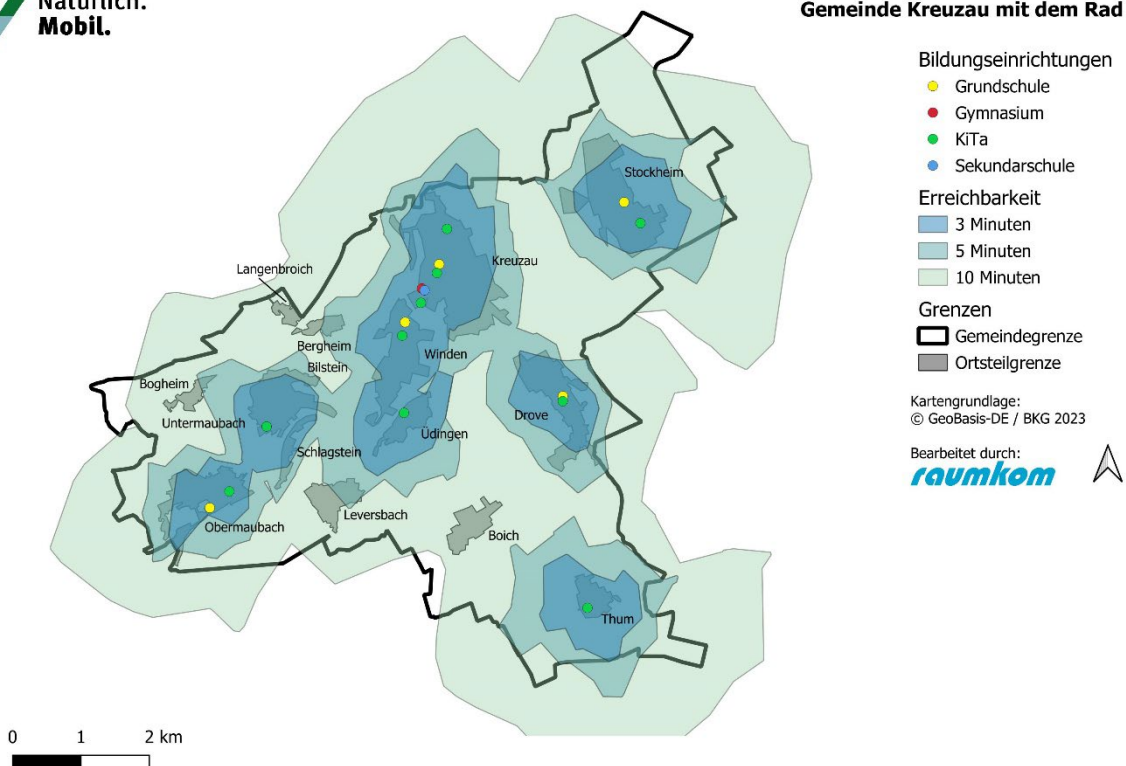 Natürlich.
Mobil.
Gemeinde Kreuzau mit dem Rad
Bildungseinrichtungen
Grundschule
Gymnasium
KiTa
Sekundarschule
Erreichbarkeit
3 Minuten
5 Minuten
10 Minuten
Grenzen
Gemeindegrenze
Ortsteilgrenze
Kartengrundlage:
© GeoBasis-DE / BKG 2023
Bearbeitet durch:
raumkom
Stockheim
Kreuzau
Langenbroich
Bergheim
Winden
Bilstein
Bogheim
Untermaubach
Drove
Üdingen
Schlagstein
Leversbach
Obermaubach
Boich
Thum
0 1 2 km